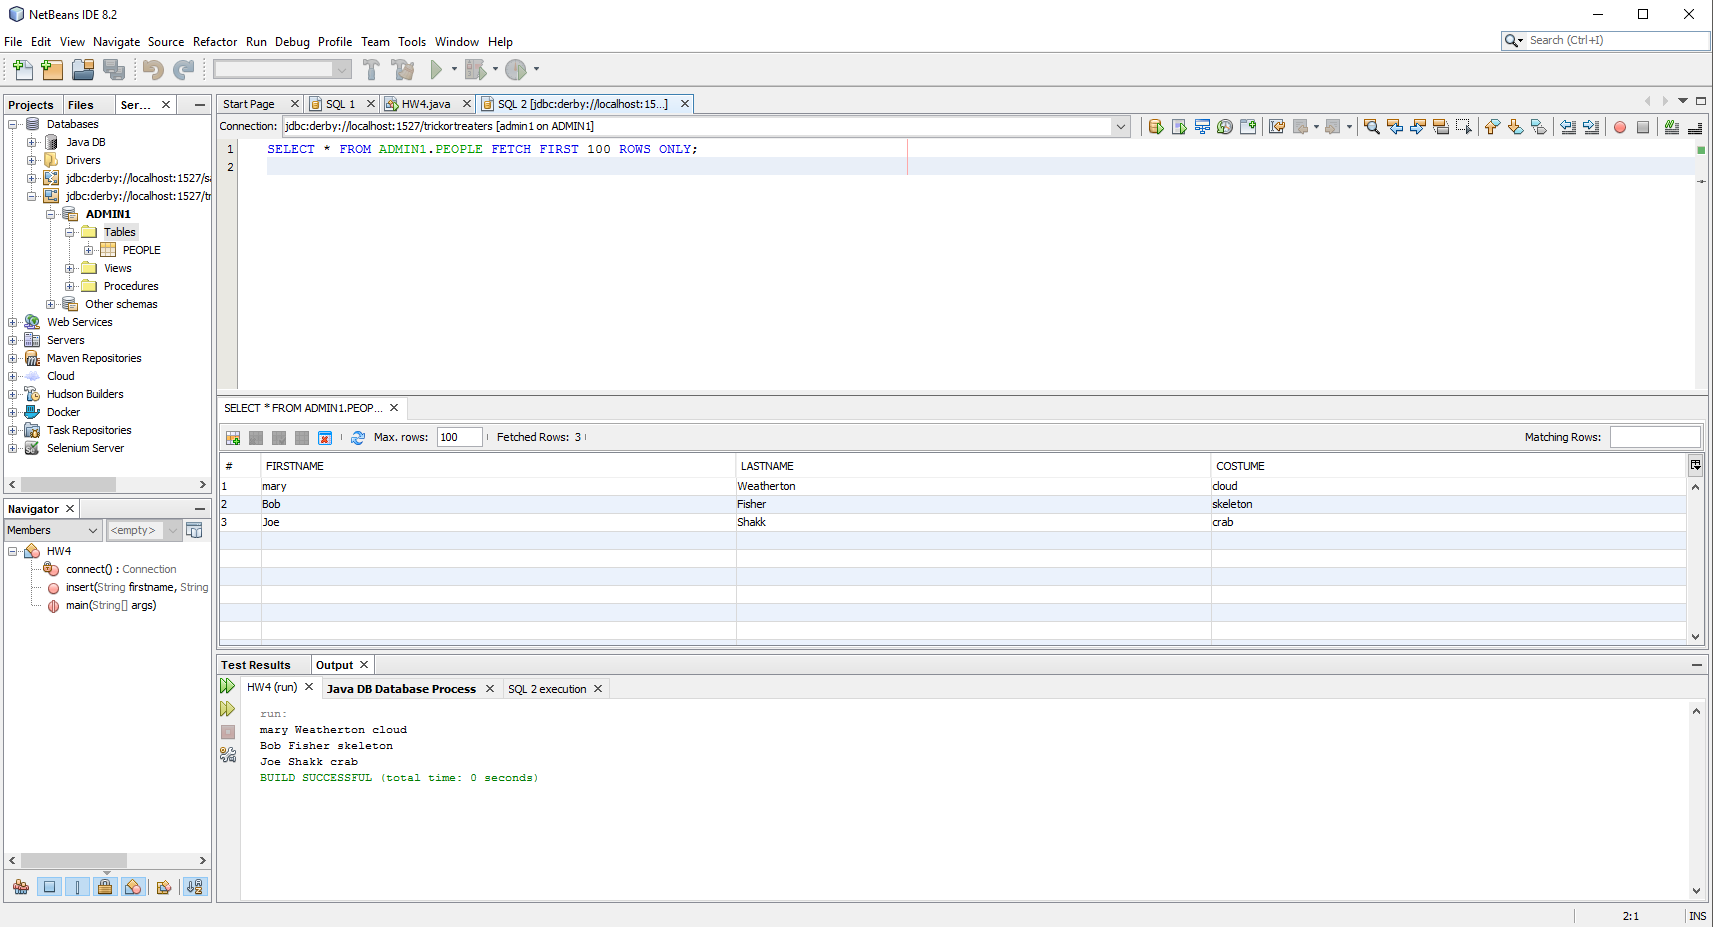 NetBeans IDE 8.2
File Edit View Navigate Source Refactor Run Debug Profile Team Tools Window Help
Search (Ctrl+I)
Projects Files Ser...
Databases
Java DB
Drivers
jdbc:derby://localhost:1527/sa
jdbc:derby://localhost:1527/tr
ADMIN1
Tables
PEOPLE
Views
Procedures
Other schemas
Web Services
Servers
Maven Repositories
Cloud
Hudson Builders
Docker
Task Repositories
Selenium Server
Navigator
Members <empty>
HW4
connect() : Connection
insert(String firstname, String
main(String[] args)
Start Page SQL 1 HW4.java SQL 2 [jdbc:derby://localhost:15...]
Connection: jdbc:derby://localhost:1527/trickortreaters [admin1 on ADMIN1]
1 SELECT * FROM ADMIN1.PEOPLE FETCH FIRST 100 ROWS ONLY;
2
SELECT * FROM ADMIN1.PEOP...
Max. rows: 100 Fetched Rows: 3 Matching Rows:
# FIRSTNAME LASTNAME COSTUME
1 mary Weatherton cloud
2 Bob Fisher skeleton
3 Joe Shakk crab
Test Results Output
HW4 (run) Java DB Database Process SQL 2 execution
run:
mary Weatherton cloud
Bob Fisher skeleton
Joe Shakk crab
BUILD SUCCESSFUL (total time: 0 seconds)
2:1 INS